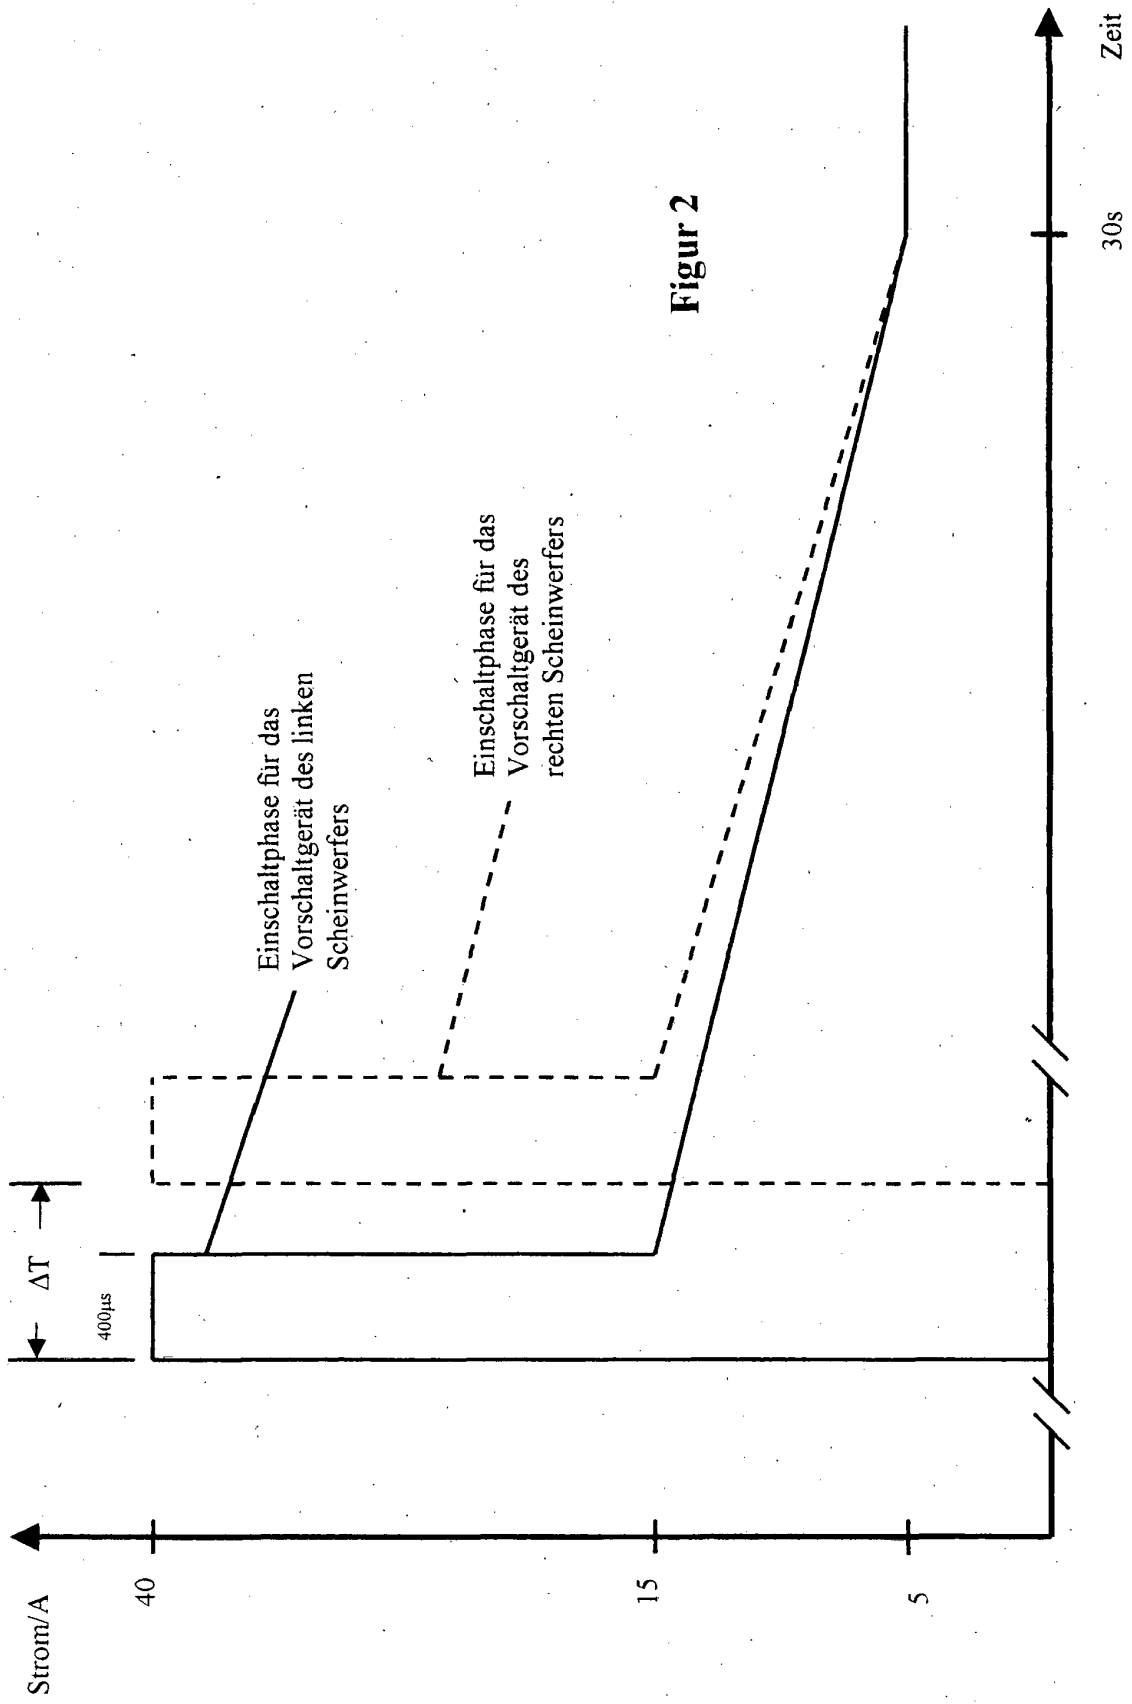 Strom/A
40
15
5
ΔT
400µs
Einschaltphase für das
Vorschaltgerät des linken
Scheinwerfers
Einschaltphase für das
Vorschaltgerät des
rechten Scheinwerfers
Figur 2
30s
Zeit